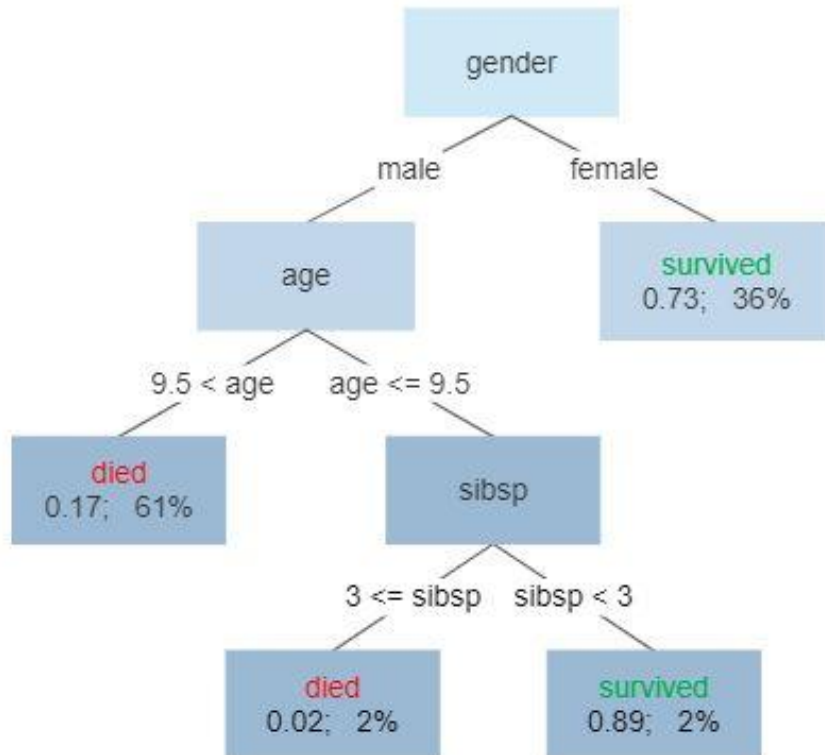 gender
male female
age
survived
0.73; 36%
9.5 < age age <= 9.5
died
0.17; 61%
sibsp
3 <= sibsp sibsp < 3
died
0.02; 2%
survived
0.89; 2%